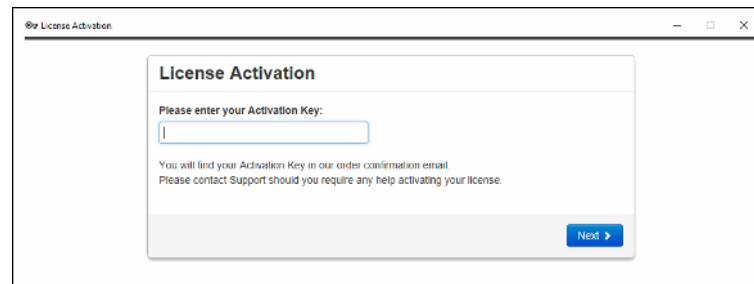 License Activation
License Activation
Please enter your Activation Key:
You will find your Activation Key in our order confirmation email.
Please contact Support should you require any help activating your license.
Next